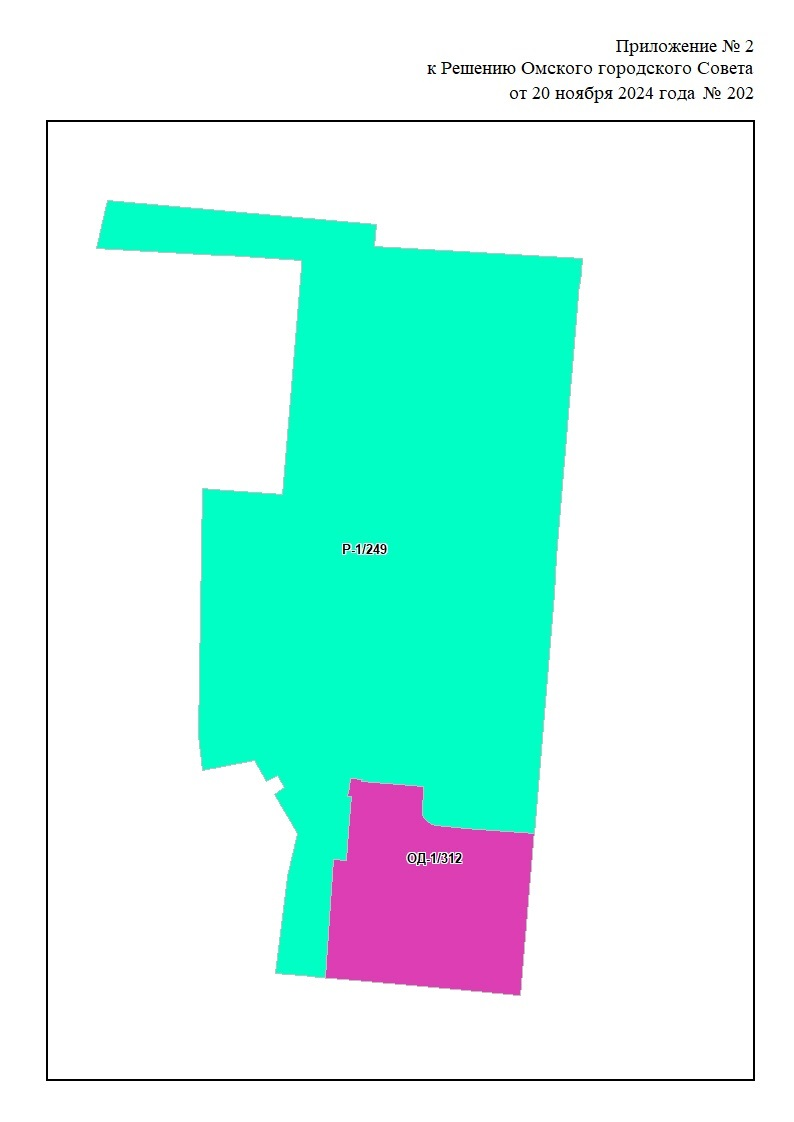 Приложение № 2
к Решению Омского городского Совета
от 20 ноября 2024 года № 202
Р-1/249
ОД-1/312